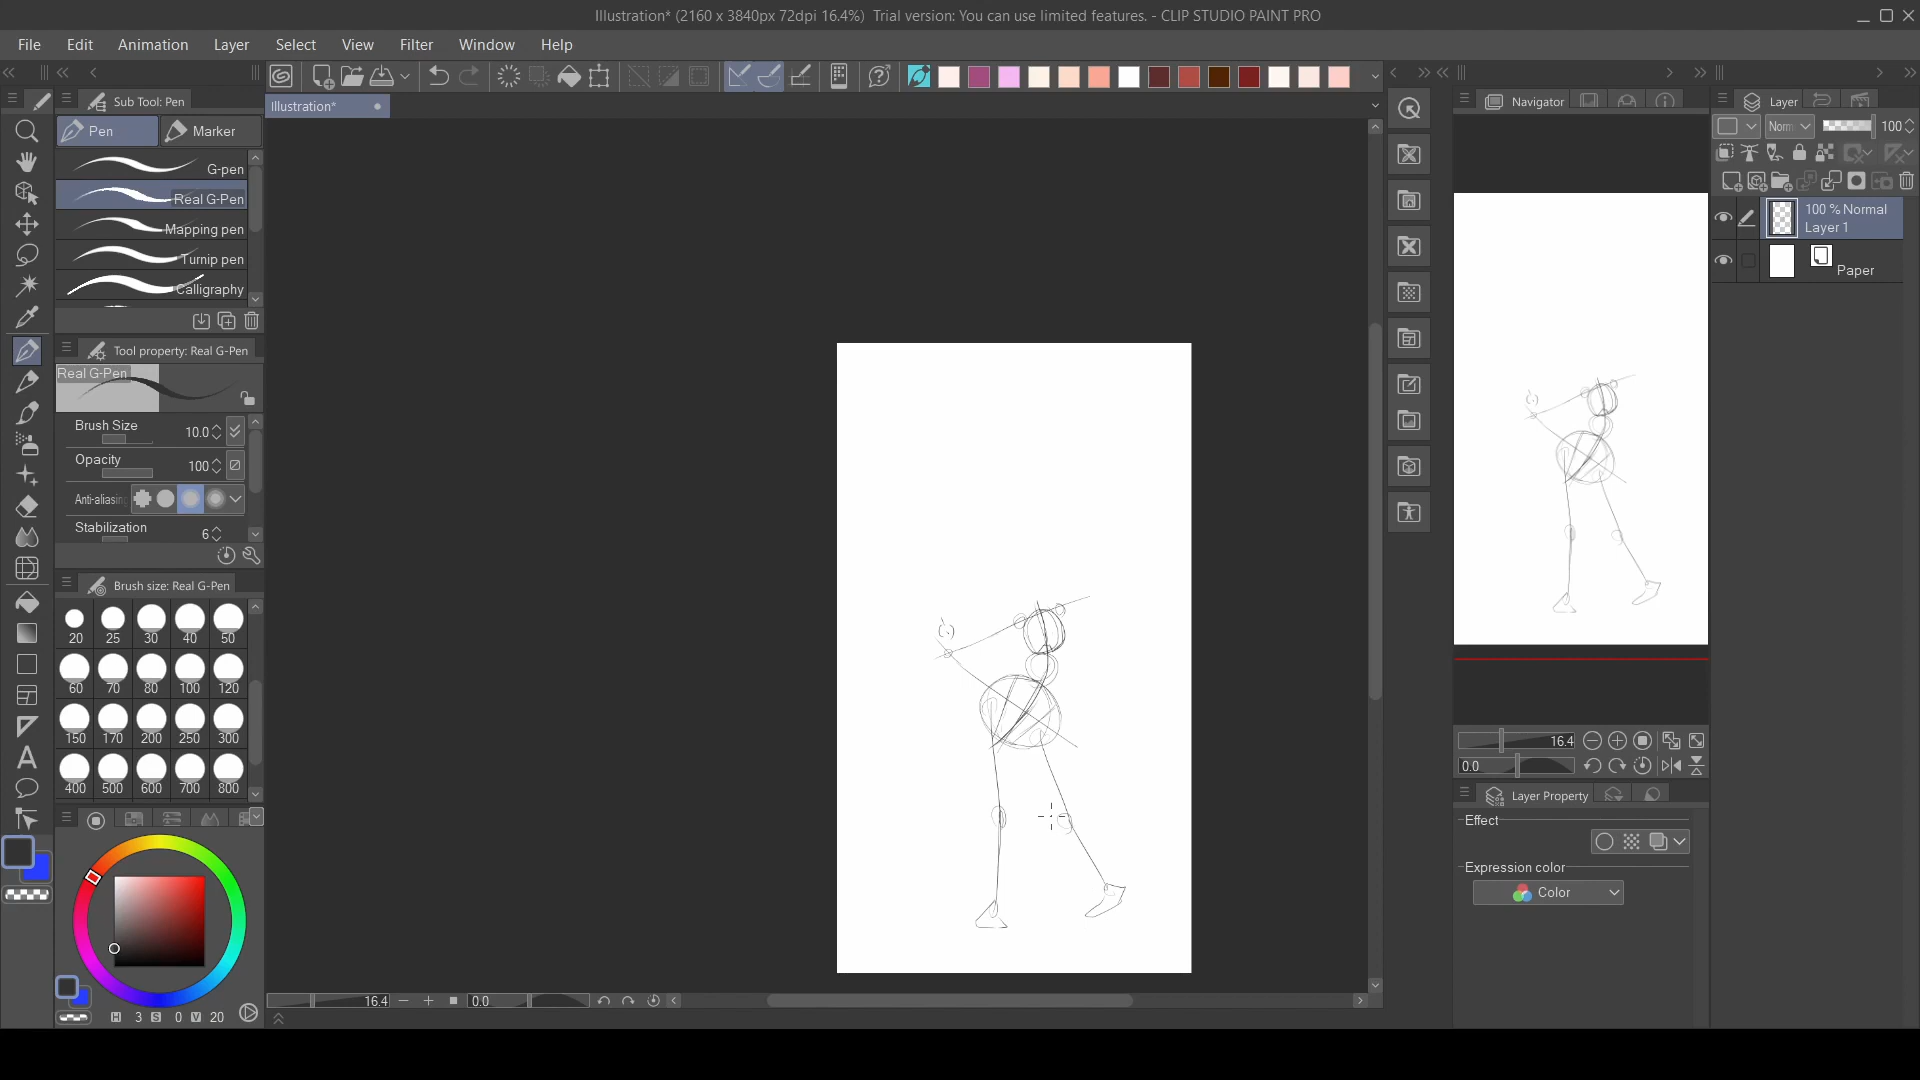 Illustration* (2160 x 3840px 72dpi 16.4%)  Trial version: You can use limited features. - CLIP STUDIO PAINT PRO
File Edit Animation Layer Select View Filter Window Help
Sub Tool: Pen
Illustration*
Navigator
Layer
Pen
Marker
Norm
100
G-pen
Real G-Pen
Mapping pen
Turnip pen
Calligraphy
100 % Normal
Layer 1
Paper
Tool property: Real G-Pen
Real G-Pen
Brush Size 10.0
Opacity 100
Anti-aliasin
Stabilization 6
Brush size: Real G-Pen
20 25 30 40 50
60 70 80 100 120
150 170 200 250 300
400 500 600 700 800
16.4
0.0
Layer Property
Effect
Expression color
Color
16.4 0.0
H 3 S 0 V 20